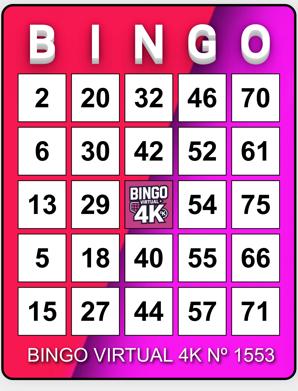 B I N G O
2 20 32 46 70
6 30 42 52 61
13 29 BINGO VIRTUAL 4K 54 75
5 18 40 55 66
15 27 44 57 71
BINGO VIRTUAL 4K Nº 1553